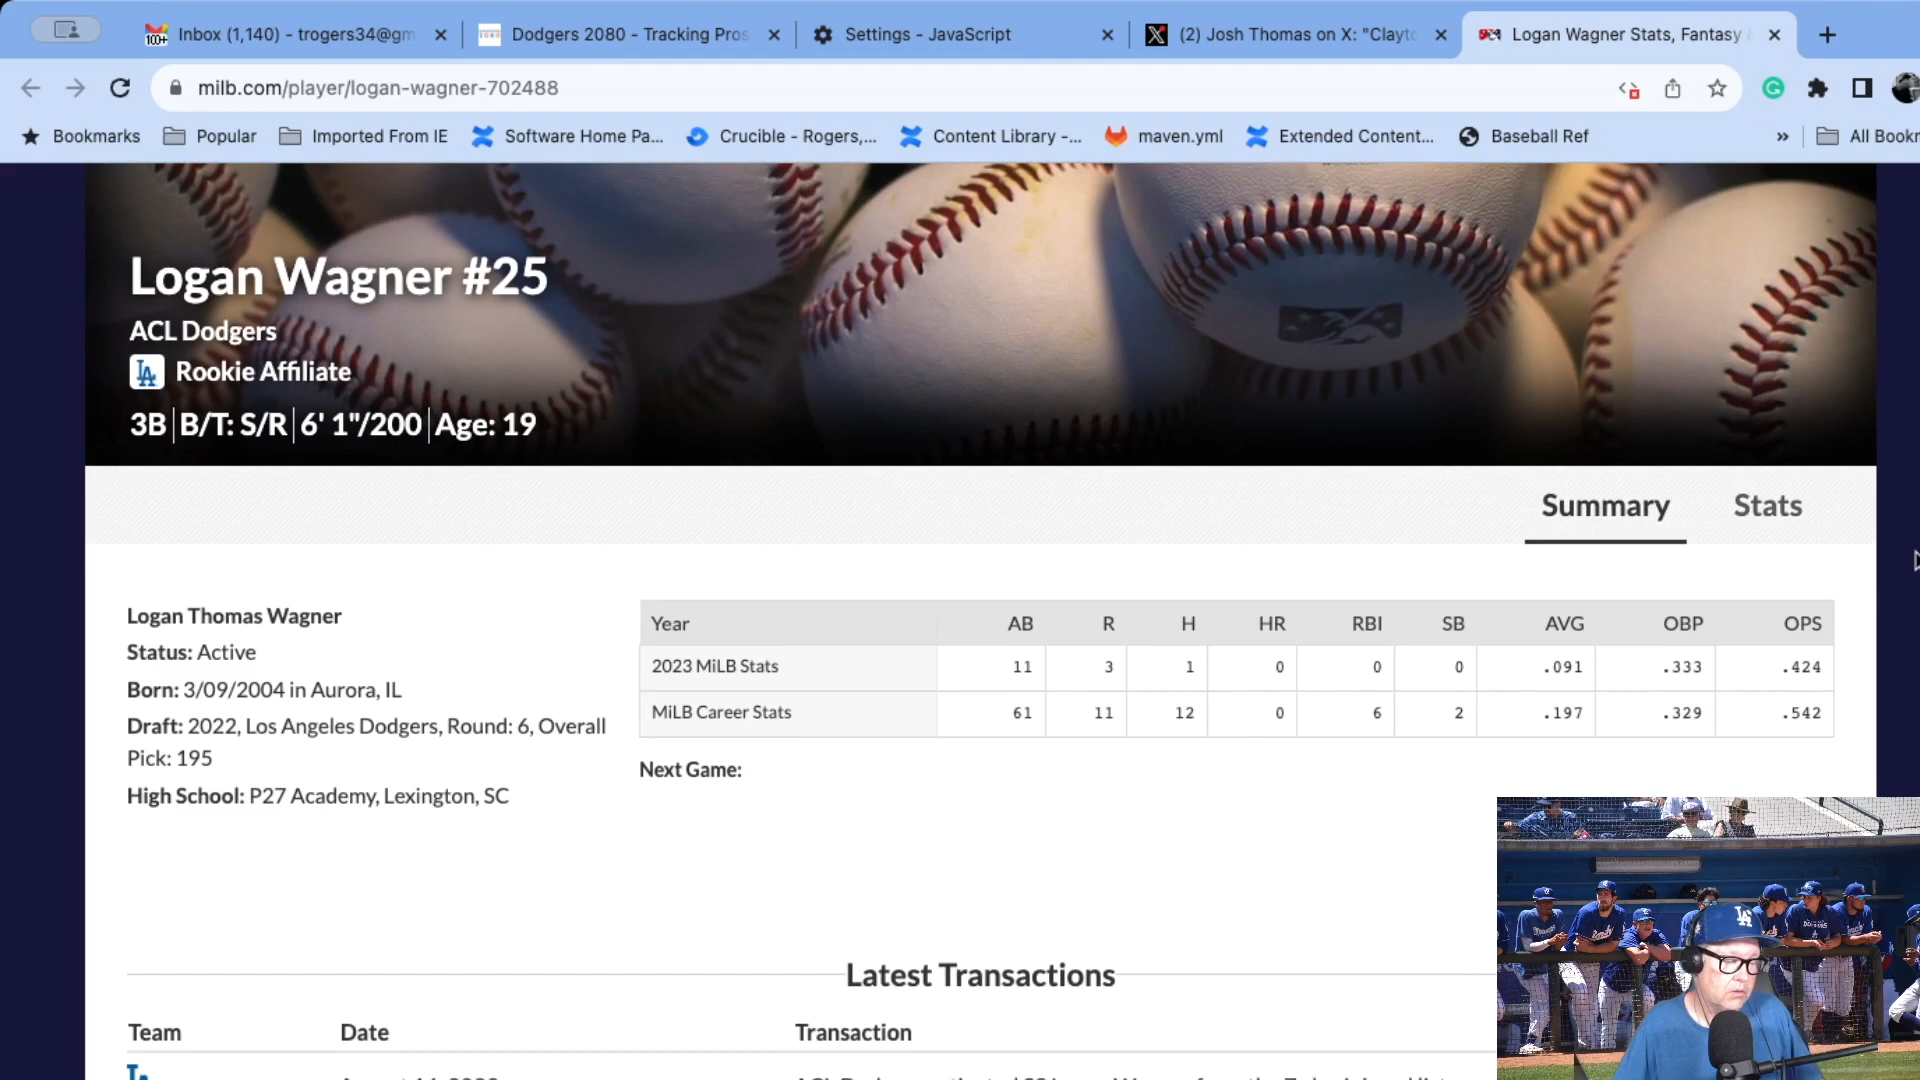 Inbox (1,140) - trogers34@gm
Dodgers 2080 - Tracking Pros
Settings - JavaScript
(2) Josh Thomas on X: "Clayto
Logan Wagner Stats, Fantasy
milb.com/player/logan-wagner-702488
Bookmarks
Popular
Imported From IE
Software Home Pa...
Crucible - Rogers,...
Content Library -...
maven.yml
Extended Content...
Baseball Ref
»
All Bookn
Logan Wagner #25
ACL Dodgers
LA Rookie Affiliate
3B | B/T: S/R | 6' 1"/200 | Age: 19
Summary Stats
Logan Thomas Wagner
Status: Active
Born: 3/09/2004 in Aurora, IL
Draft: 2022, Los Angeles Dodgers, Round: 6, Overall
Pick: 195
High School: P27 Academy, Lexington, SC
Year AB R H HR RBI SB AVG OBP OPS
2023 MiLB Stats 11 3 1 0 0 0 .091 .333 .424
MiLB Career Stats 61 11 12 0 6 2 .197 .329 .542
Next Game:
Latest Transactions
Team Date Transaction